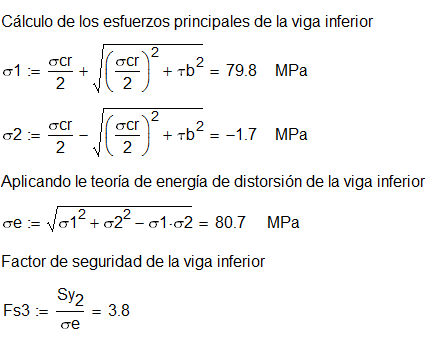 Cálculo de los esfuerzos principales de la viga inferior
σ1 := σcr/2 + √((σcr/2)² + τb²) = 79.8 MPa
σ2 := σcr/2 − √((σcr/2)² + τb²) = −1.7 MPa
Aplicando le teoría de energía de distorsión de la viga inferior
σe := √(σ1² + σ2² − σ1·σ2) = 80.7 MPa
Factor de seguridad de la viga inferior
Fs3 := Sy₂/σe = 3.8